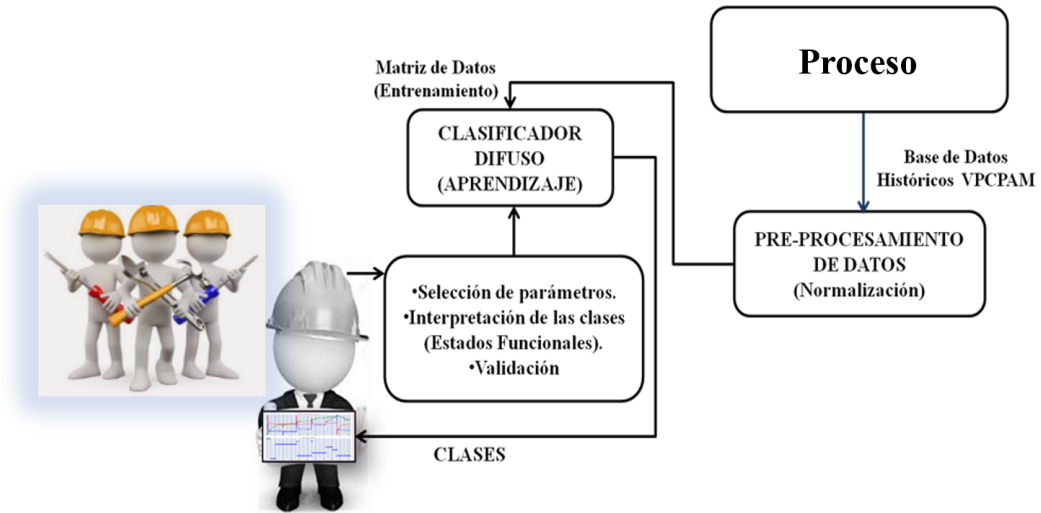 Proceso
Matriz de Datos
(Entrenamiento)
CLASIFICADOR
DIFUSO
(APRENDIZAJE)
Base de Datos
Históricos VPCPAM
PRE-PROCESAMIENTO
DE DATOS
(Normalización)
•Selección de parámetros.
•Interpretación de las clases
(Estados Funcionales).
•Validación
CLASES